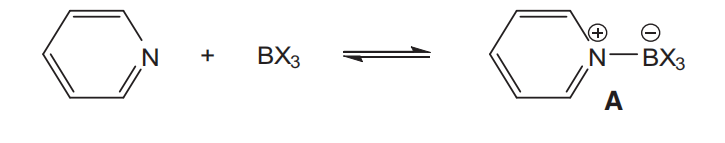 N + BX₃ ⇌ N⊕—BX₃⊖
A